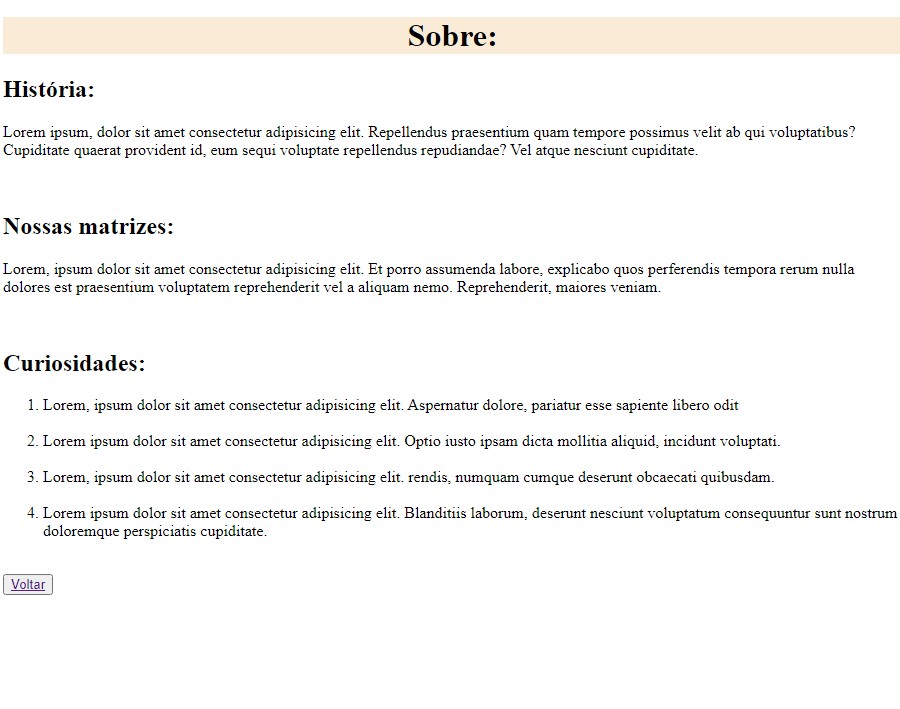 Sobre:
História:
Lorem ipsum, dolor sit amet consectetur adipisicing elit. Repellendus praesentium quam tempore possimus velit ab qui voluptatibus?
Cupiditate quaerat provident id, eum sequi voluptate repellendus repudiandae? Vel atque nesciunt cupiditate.
Nossas matrizes:
Lorem, ipsum dolor sit amet consectetur adipisicing elit. Et porro assumenda labore, explicabo quos perferendis tempora rerum nulla
dolores est praesentium voluptatem reprehenderit vel a aliquam nemo. Reprehenderit, maiores veniam.
Curiosidades:
1. Lorem, ipsum dolor sit amet consectetur adipisicing elit. Aspernatur dolore, pariatur esse sapiente libero odit
2. Lorem ipsum dolor sit amet consectetur adipisicing elit. Optio iusto ipsam dicta mollitia aliquid, incidunt voluptati.
3. Lorem, ipsum dolor sit amet consectetur adipisicing elit. rendis, numquam cumque deserunt obcaecati quibusdam.
4. Lorem ipsum dolor sit amet consectetur adipisicing elit. Blanditiis laborum, deserunt nesciunt voluptatum consequuntur sunt nostrum
doloremque perspiciatis cupiditate.
Voltar